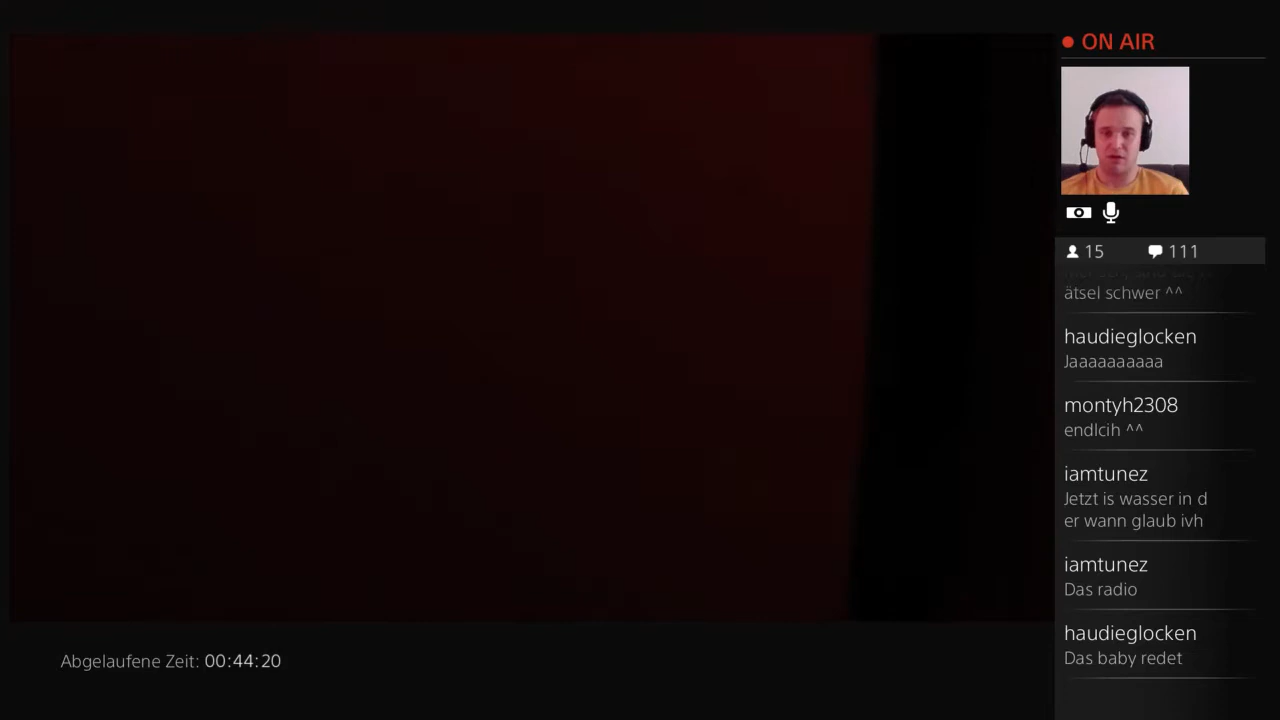 ON AIR
15 111
ätsel schwer ^^
haudieglocken
Jaaaaaaaaaa
montyh2308
endlcih ^^
iamtunez
Jetzt is wasser in d
er wann glaub ivh
iamtunez
Das radio
haudieglocken
Das baby redet
Abgelaufene Zeit: 00:44:20